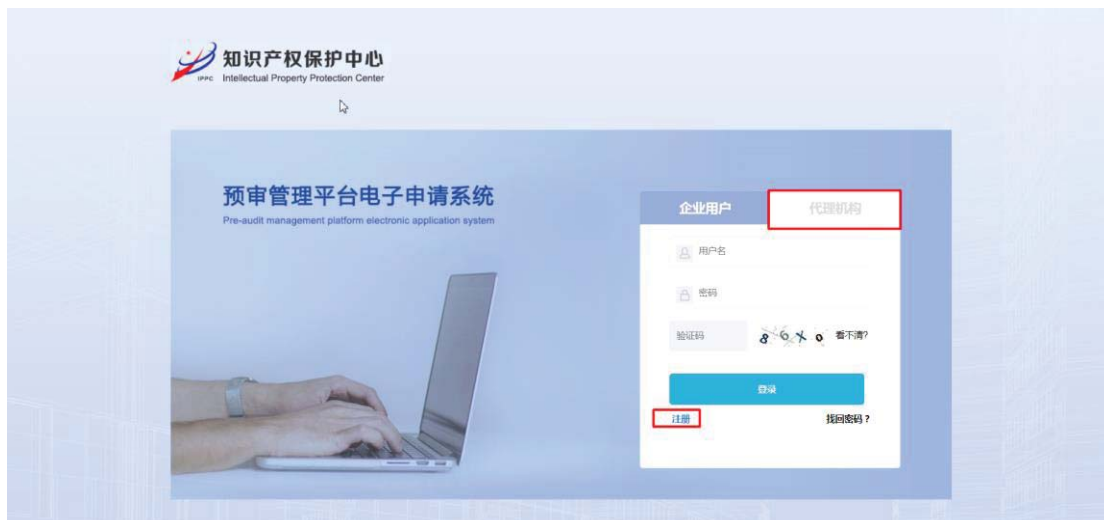 知识产权保护中心
IPPC
Intellectual Property Protection Center
预审管理平台电子申请系统
Pre-audit management platform electronic application system
企业用户 代理机构
用户名
密码
验证码 8 6 X 0 看不清?
登录
注册 找回密码？